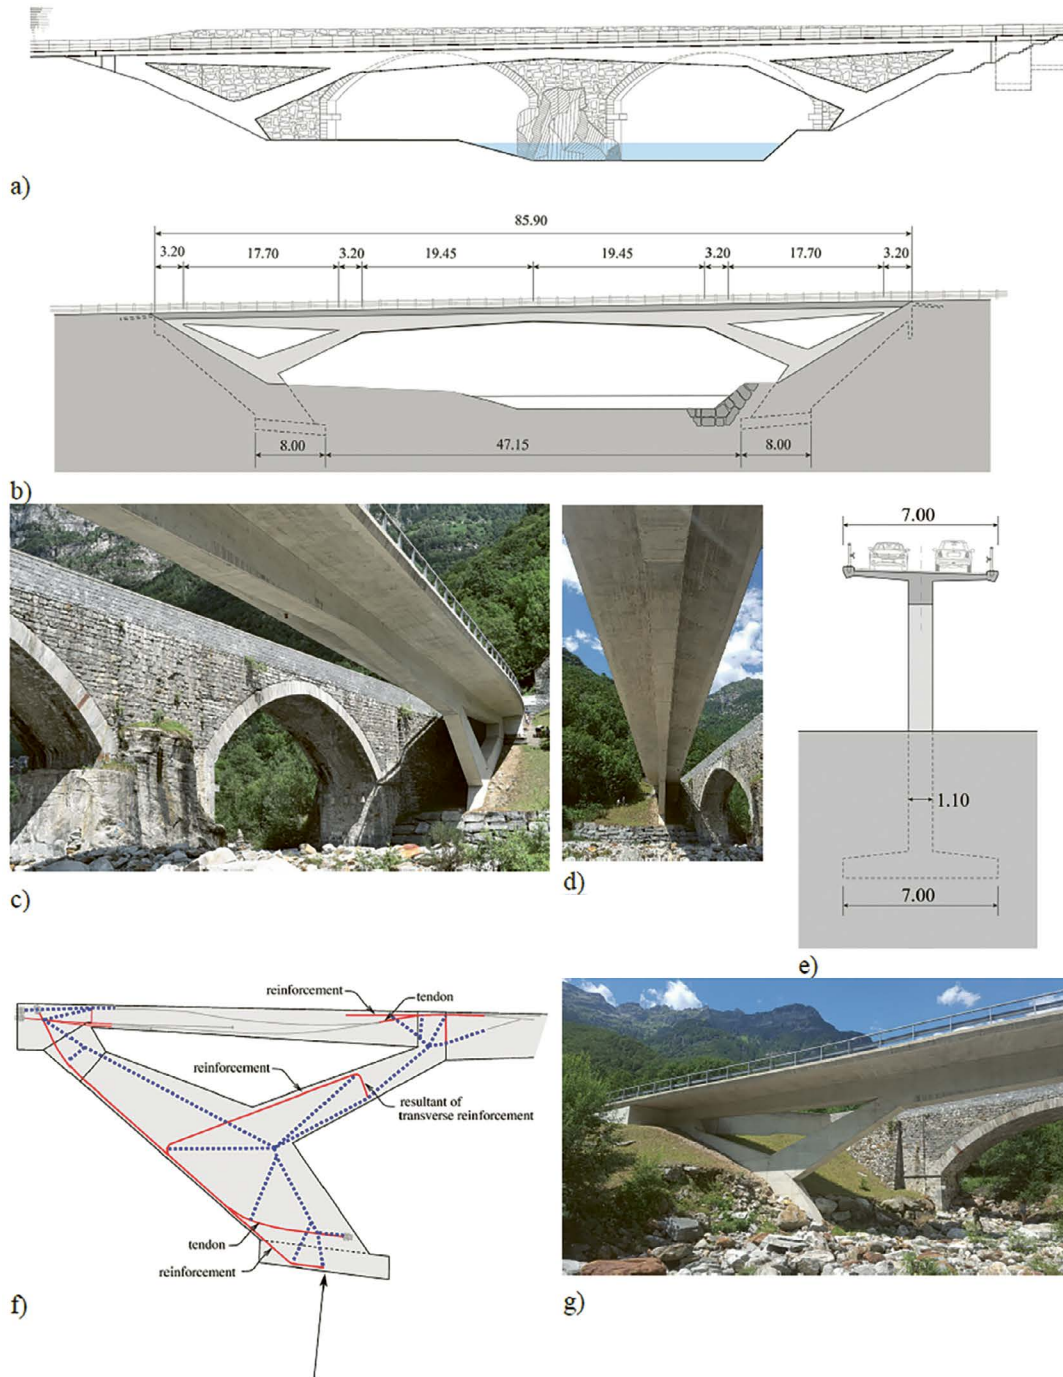 a)
85.90
3.20 17.70 3.20 19.45 19.45 3.20 17.70 3.20
8.00 47.15 8.00
b)
c)
d)
7.00
1.10
7.00
e)
reinforcement
tendon
reinforcement
resultant of
transverse reinforcement
tendon
reinforcement
f)
g)